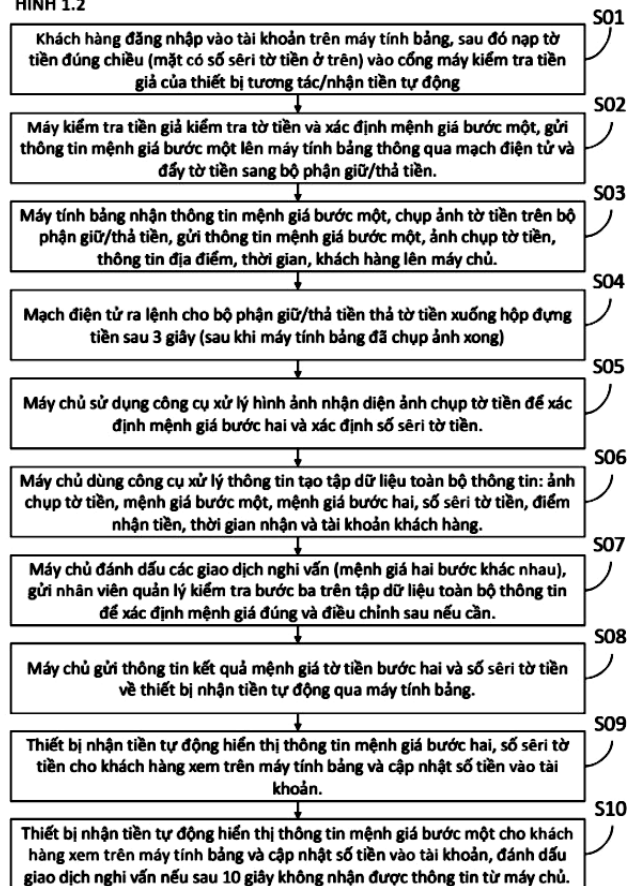 HÌNH 1.2
S01
Khách hàng đăng nhập vào tài khoản trên máy tính bảng, sau đó nạp tờ
tiền đúng chiều (mặt có số sêri tờ tiền ở trên) vào cổng máy kiểm tra tiền
giả của thiết bị tương tác/nhận tiền tự động
S02
Máy kiểm tra tiền giả kiểm tra tờ tiền và xác định mệnh giá bước một, gửi
thông tin mệnh giá bước một lên máy tính bảng thông qua mạch điện tử và
đẩy tờ tiền sang bộ phận giữ/thả tiền.
S03
Máy tính bảng nhận thông tin mệnh giá bước một, chụp ảnh tờ tiền trên bộ
phận giữ/thả tiền, gửi thông tin mệnh giá bước một, ảnh chụp tờ tiền,
thông tin địa điểm, thời gian, khách hàng lên máy chủ.
S04
Mạch điện tử ra lệnh cho bộ phận giữ/thả tiền thả tờ tiền xuống hộp đựng
tiền sau 3 giây (sau khi máy tính bảng đã chụp ảnh xong)
S05
Máy chủ sử dụng công cụ xử lý hình ảnh nhận diện ảnh chụp tờ tiền để xác
định mệnh giá bước hai và xác định số sêri tờ tiền.
S06
Máy chủ dùng công cụ xử lý thông tin tạo tập dữ liệu toàn bộ thông tin: ảnh
chụp tờ tiền, mệnh giá bước một, mệnh giá bước hai, số sêri tờ tiền, điểm
nhận tiền, thời gian nhận và tài khoản khách hàng.
S07
Máy chủ đánh dấu các giao dịch nghi vấn (mệnh giá hai bước khác nhau),
gửi nhân viên quản lý kiểm tra bước ba trên tập dữ liệu toàn bộ thông tin
để xác định mệnh giá đúng và điều chỉnh sau nếu cần.
S08
Máy chủ gửi thông tin kết quả mệnh giá tờ tiền bước hai và số sêri tờ tiền
về thiết bị nhận tiền tự động qua máy tính bảng.
S09
Thiết bị nhận tiền tự động hiển thị thông tin mệnh giá bước hai, số sêri tờ
tiền cho khách hàng xem trên máy tính bảng và cập nhật số tiền vào tài
khoản.
S10
Thiết bị nhận tiền tự động hiển thị thông tin mệnh giá bước một cho khách
hàng xem trên máy tính bảng và cập nhật số tiền vào tài khoản, đánh dấu
giao dịch nghi vấn nếu sau 10 giây không nhận được thông tin từ máy chủ.